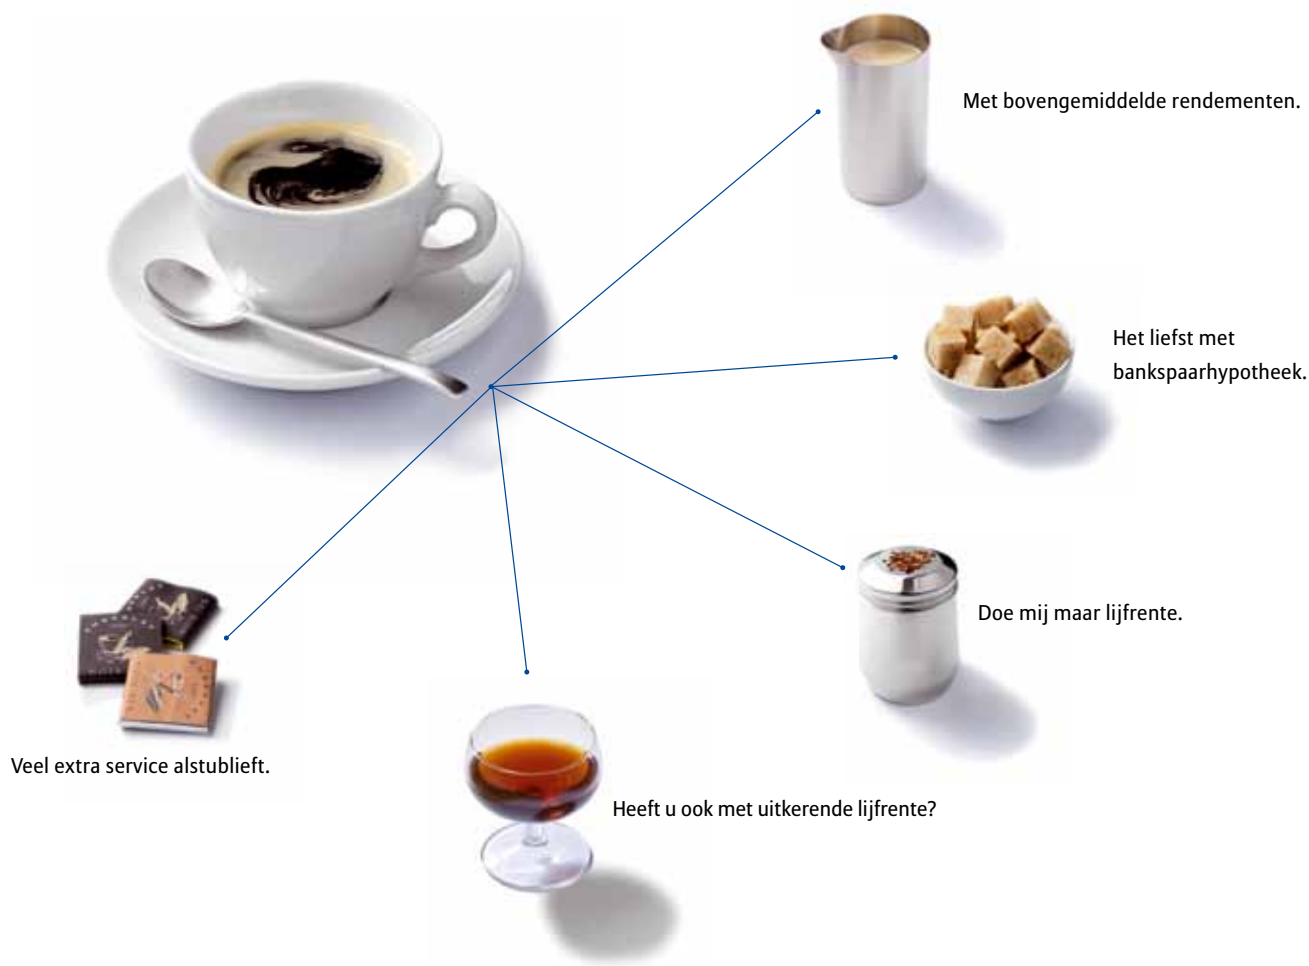 Met bovengemiddelde rendementen.
Het liefst met
bankspaarhypotheek.
Doe mij maar lijfrente.
Veel extra service alstublieft.
Heeft u ook met uitkerende lijfrente?